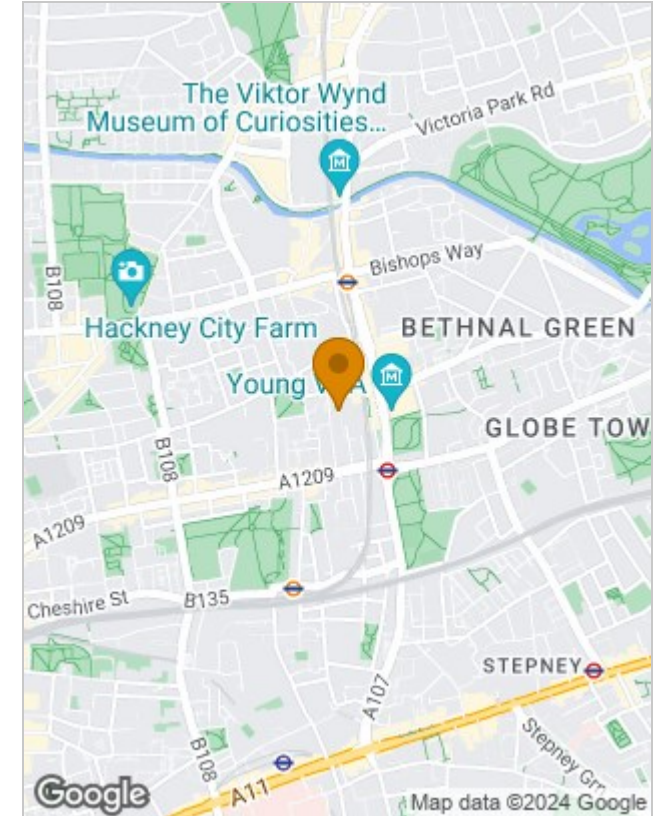 The Viktor Wynd
Museum of Curiosities...
Victoria Park Rd
B108
Bishops Way
Hackney City Farm
BETHNAL GREEN
Young V&A
GLOBE TOW
B108
A1209
A1209
Cheshire St
B135
STEPNEY
A107
B108
Stepney Grn
A11
Google
Map data ©2024 Google